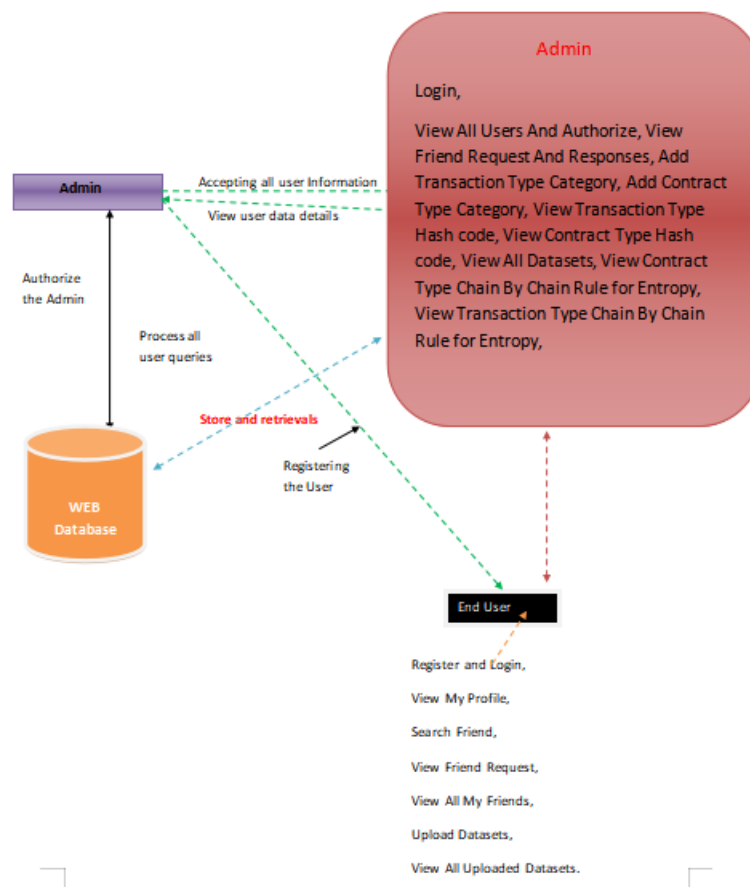 Admin
Login,
View All Users And Authorize, View
Friend Request And Responses, Add
Transaction Type Category, Add Contract
Type Category, View Transaction Type
Hash code, View Contract Type Hash
code, View All Datasets, View Contract
Type Chain By Chain Rule for Entropy,
View Transaction Type Chain By Chain
Rule for Entropy,
Admin
Accepting all user Information
View user data details
Authorize
the Admin
Process all
user queries
Store and retrievals
Registering
the User
WEB
Database
End User
Register and Login,
View My Profile,
Search Friend,
View Friend Request,
View All My Friends,
Upload Datasets,
View All Uploaded Datasets.